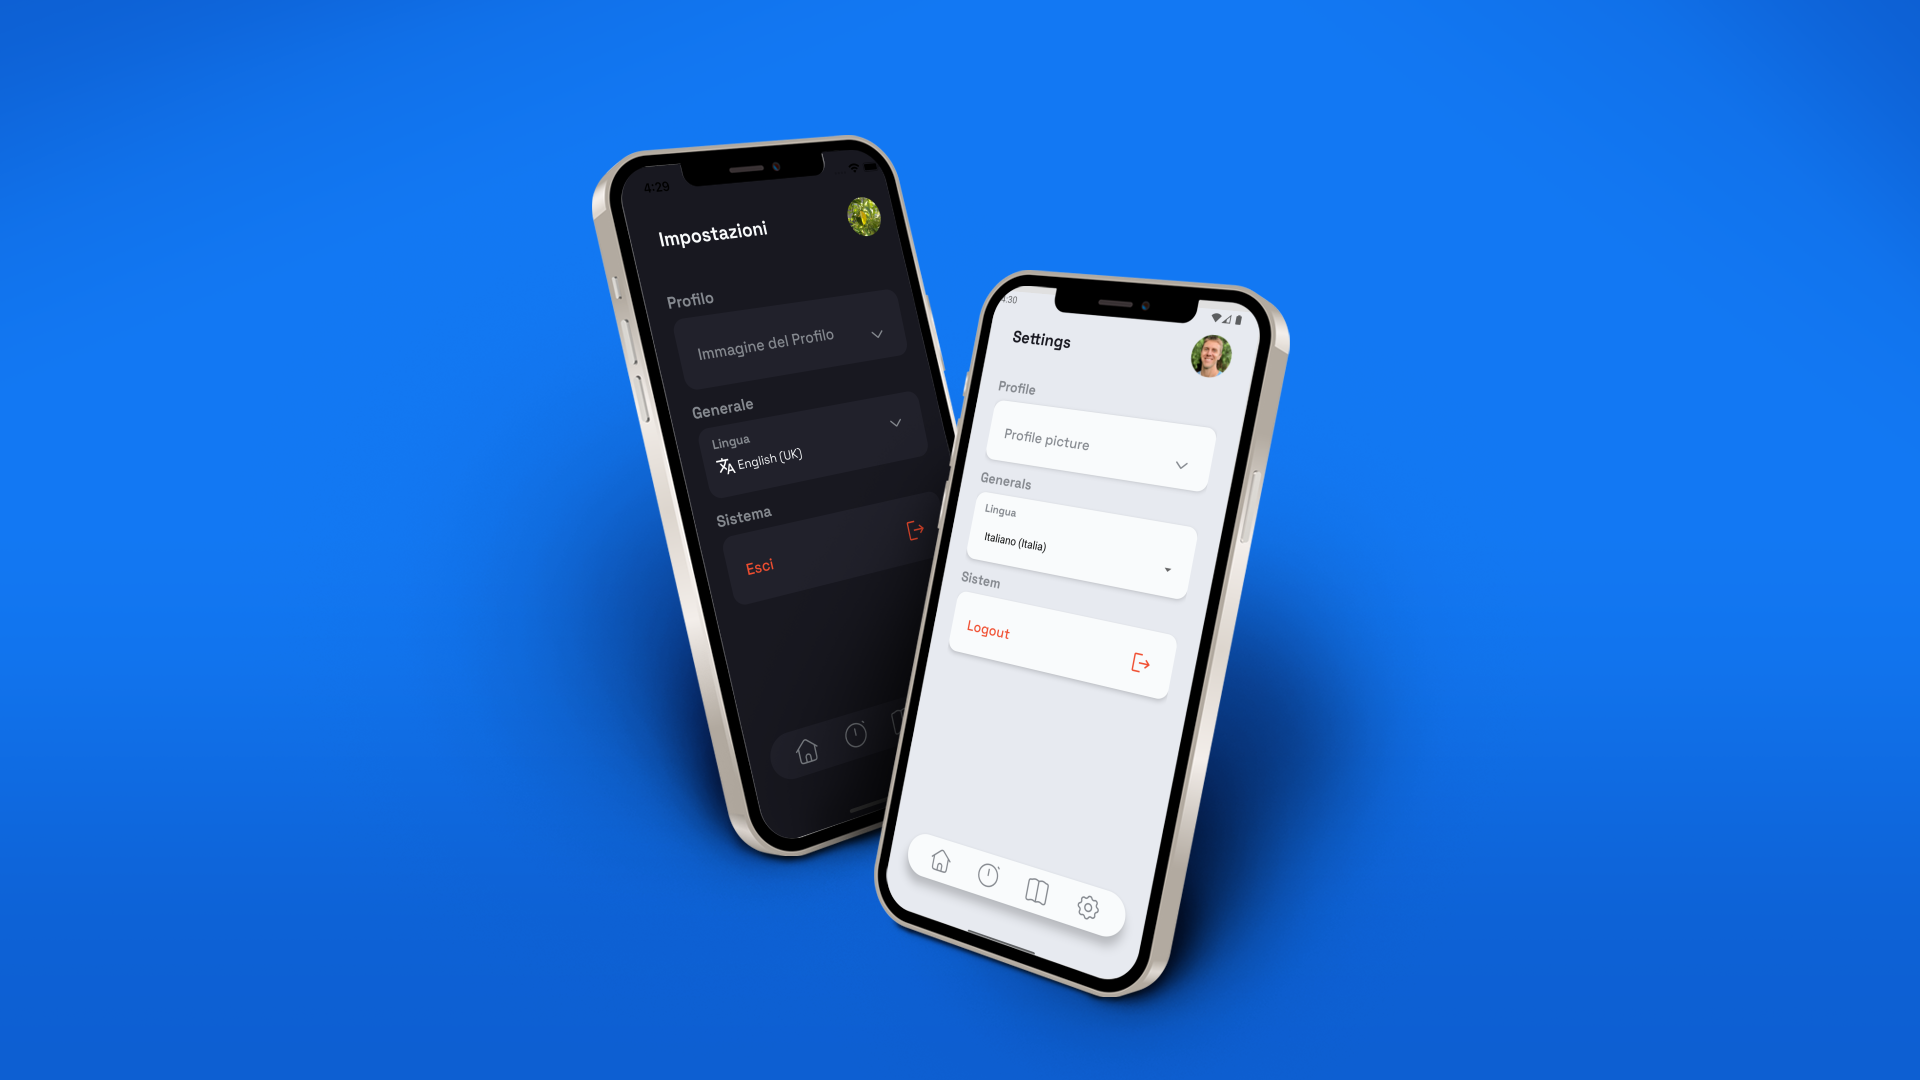 4:29
Impostazioni
Profilo
Immagine del Profilo
Generale
Lingua
English (UK)
Sistema
Esci
4:30
Settings
Profile
Profile picture
Generals
Lingua
Italiano (Italia)
Sistem
Logout